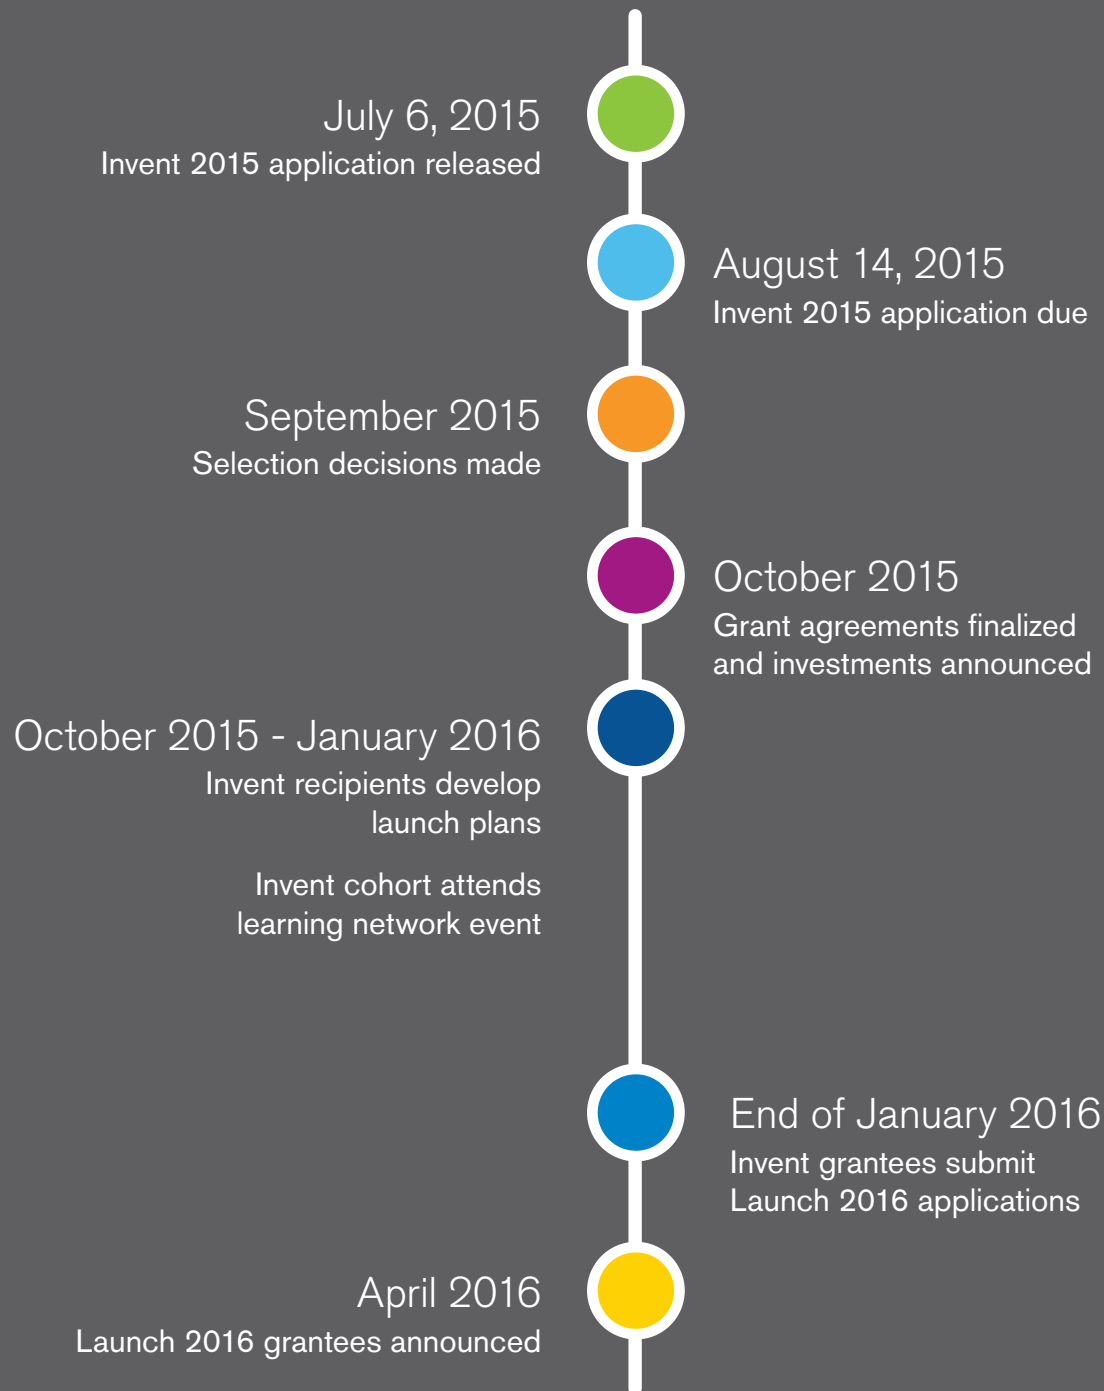 July 6, 2015
Invent 2015 application released
August 14, 2015
Invent 2015 application due
September 2015
Selection decisions made
October 2015
Grant agreements finalized
and investments announced
October 2015 - January 2016
Invent recipients develop
launch plans
Invent cohort attends
learning network event
End of January 2016
Invent grantees submit
Launch 2016 applications
April 2016
Launch 2016 grantees announced